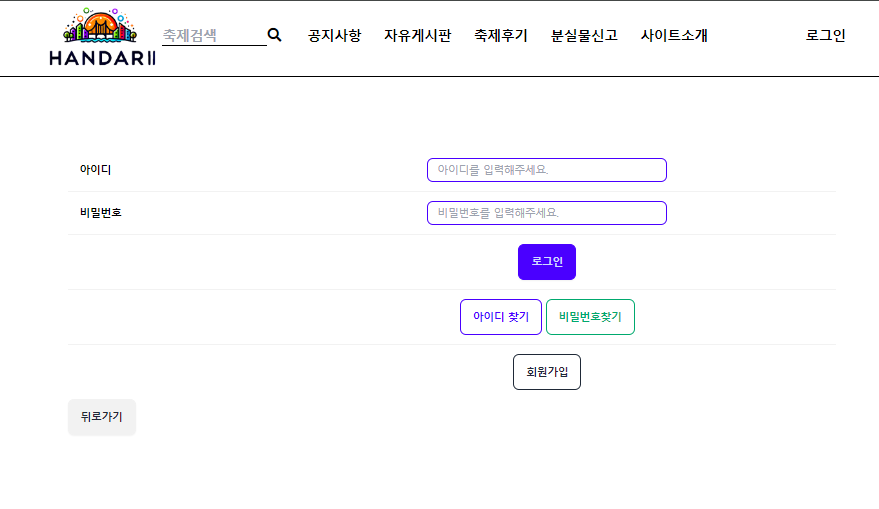 HANDARII
축제검색 공지사항 자유게시판 축제후기 분실물신고 사이트소개 로그인
아이디 아이디를 입력해주세요.
비밀번호 비밀번호를 입력해주세요.
로그인
아이디 찾기 비밀번호찾기
회원가입
뒤로가기